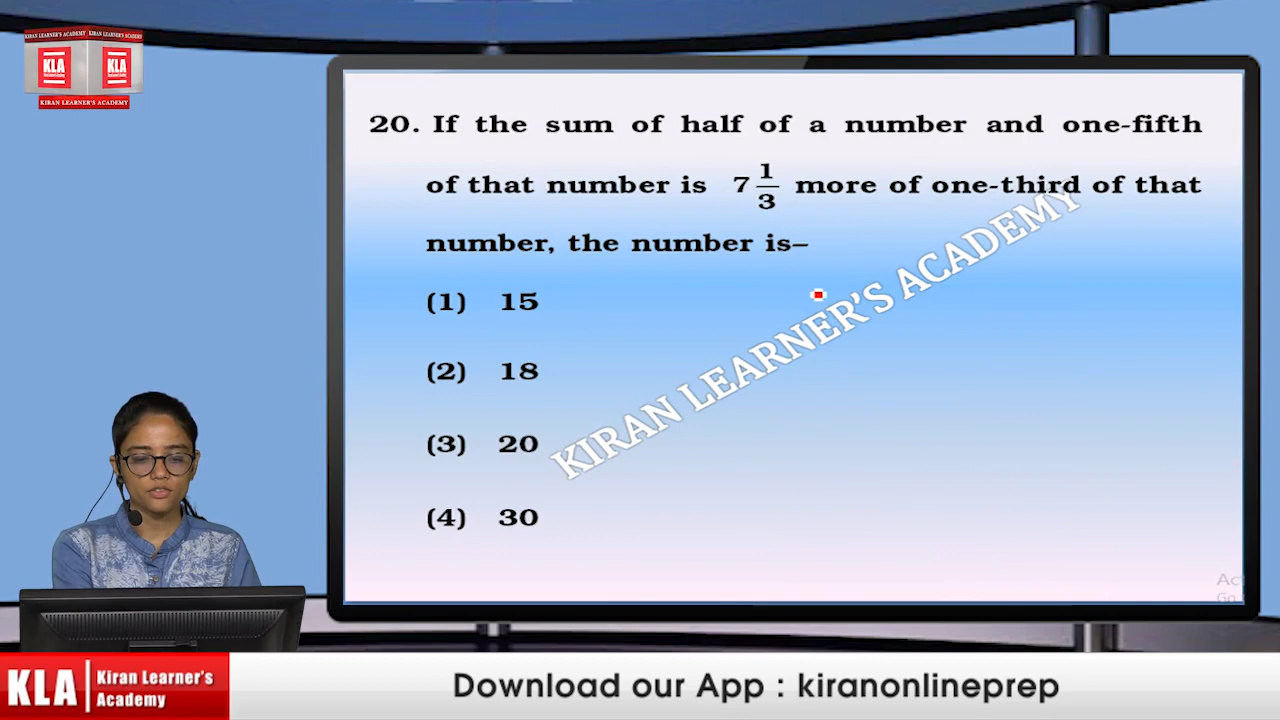 KIRAN LEARNER'S ACADEMY KIRAN LEARNER'S ACADEMY
KLA KLA
KIRAN LEARNER'S ACADEMY
20. If the sum of half of a number and one-fifth
of that number is 7 1/3 more of one-third of that
number, the number is–
(1) 15
(2) 18
(3) 20
(4) 30
KIRAN LEARNER'S ACADEMY
KLA Kiran Learner's
Academy
Download our App : kiranonlineprep